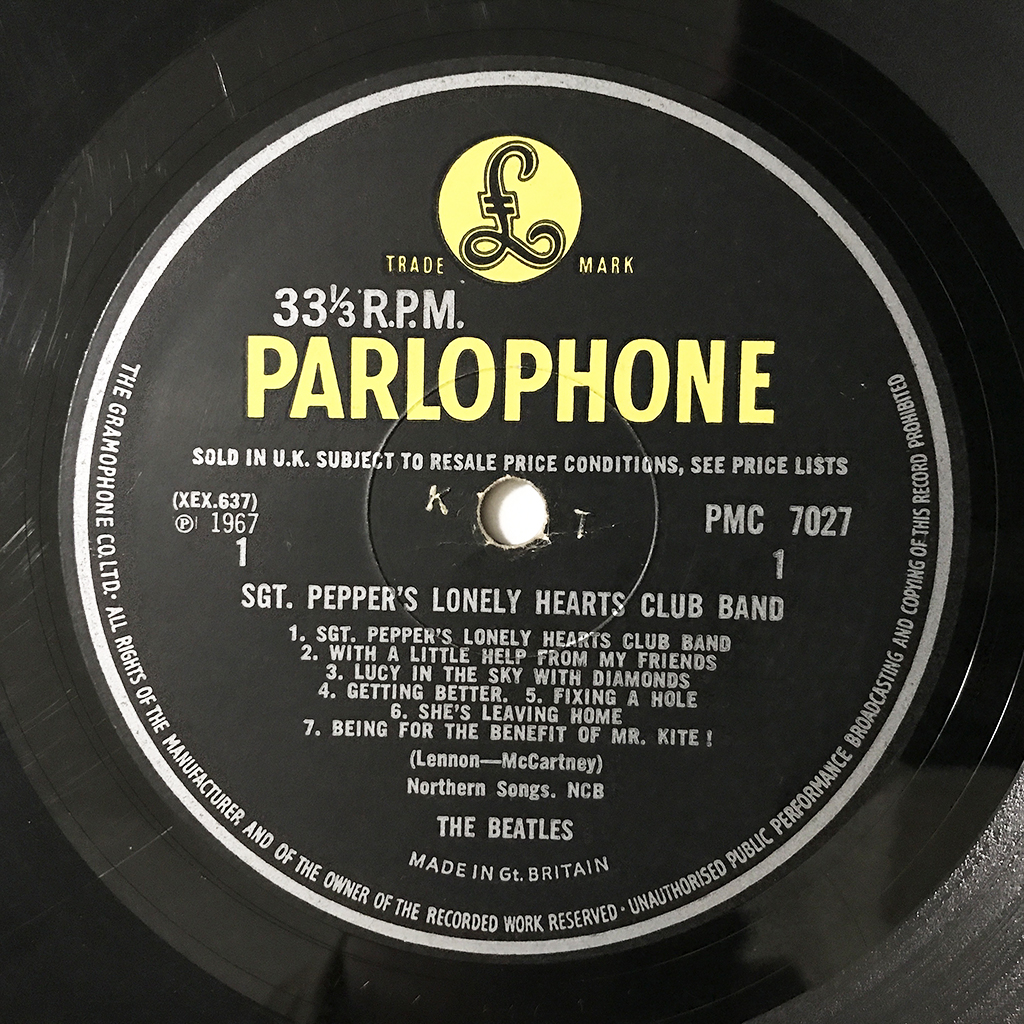 £
TRADE MARK
33⅓ R.P.M.
PARLOPHONE
SOLD IN U.K. SUBJECT TO RESALE PRICE CONDITIONS, SEE PRICE LISTS
K T
(XEX.637)
℗ 1967
1
PMC 7027
1
SGT. PEPPER'S LONELY HEARTS CLUB BAND
1. SGT. PEPPER'S LONELY HEARTS CLUB BAND
2. WITH A LITTLE HELP FROM MY FRIENDS
3. LUCY IN THE SKY WITH DIAMONDS
4. GETTING BETTER. 5. FIXING A HOLE
6. SHE'S LEAVING HOME
7. BEING FOR THE BENEFIT OF MR. KITE !
(Lennon—McCartney)
Northern Songs. NCB
THE BEATLES
MADE IN Gt. BRITAIN
THE GRAMOPHONE CO. LTD. · ALL RIGHTS OF THE MANUFACTURER AND OF THE OWNER OF THE RECORDED WORK RESERVED · UNAUTHORISED PUBLIC PERFORMANCE BROADCASTING AND COPYING OF THIS RECORD PROHIBITED